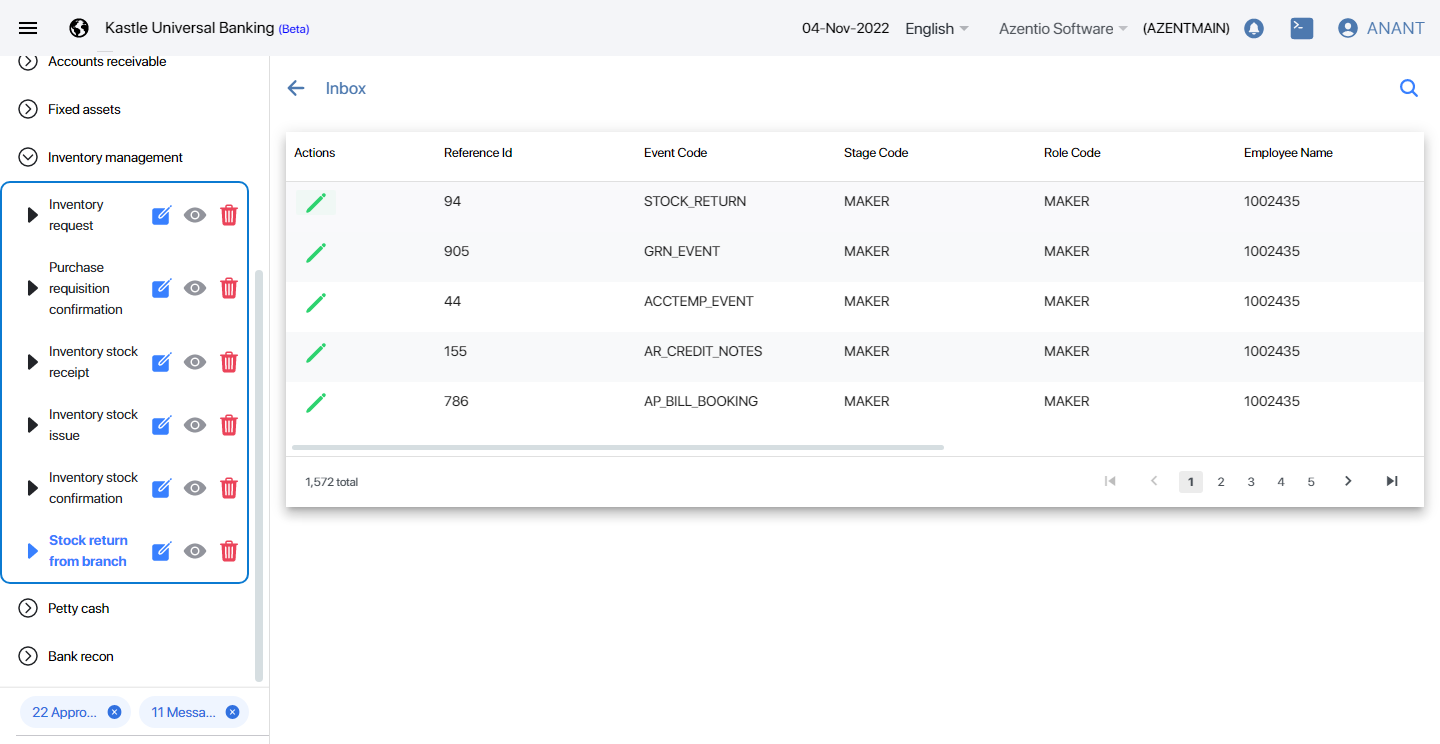 Kastle Universal Banking (Beta)
04-Nov-2022 English Azentio Software (AZENTMAIN) ANANT
Accounts receivable
Fixed assets
Inventory management
Inventory
request
Purchase
requisition
confirmation
Inventory stock
receipt
Inventory stock
issue
Inventory stock
confirmation
Stock return
from branch
Petty cash
Bank recon
22 Appro...
11 Messa...
Inbox
Actions Reference Id Event Code Stage Code Role Code Employee Name
94 STOCK_RETURN MAKER MAKER 1002435
905 GRN_EVENT MAKER MAKER 1002435
44 ACCTEMP_EVENT MAKER MAKER 1002435
155 AR_CREDIT_NOTES MAKER MAKER 1002435
786 AP_BILL_BOOKING MAKER MAKER 1002435
1,572 total
1 2 3 4 5